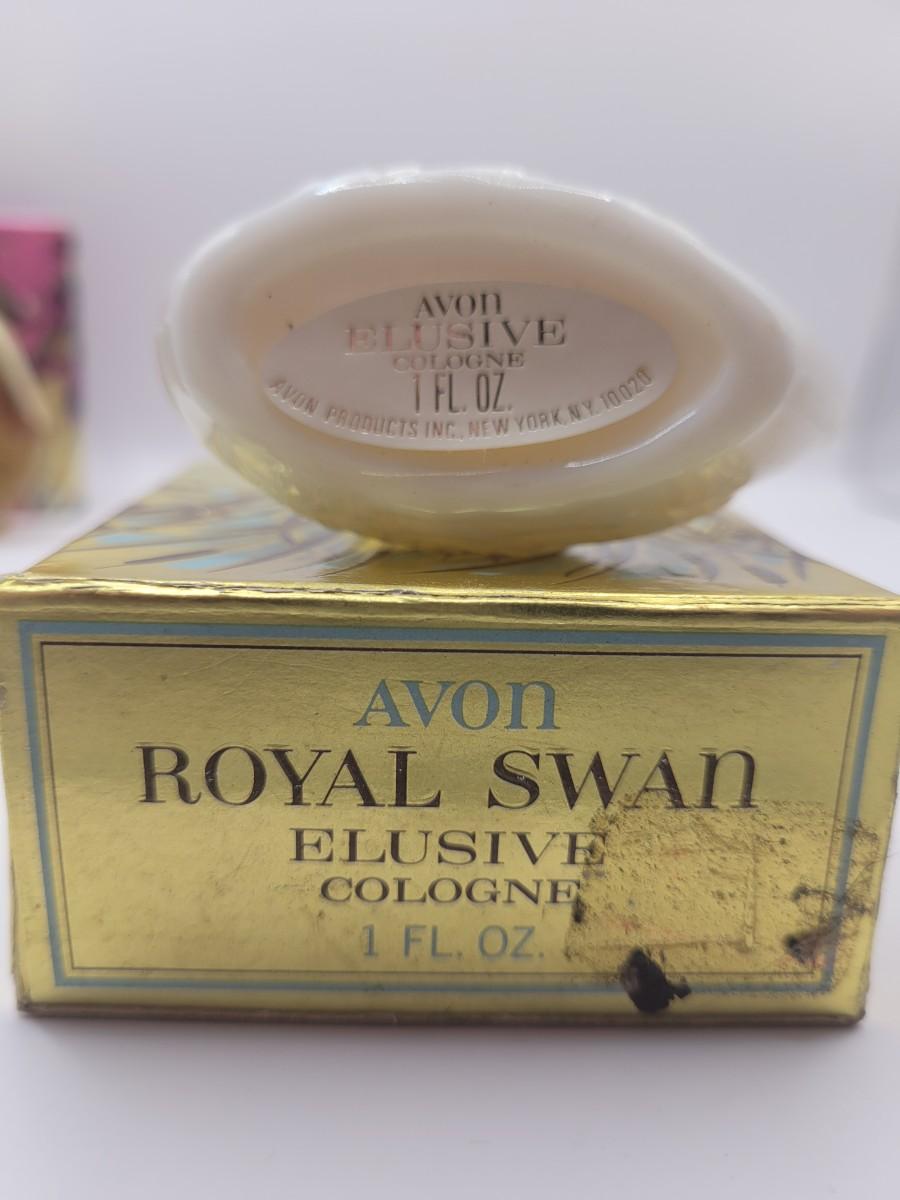 AVON
ELUSIVE
COLOGNE
1 FL. OZ.
AVON PRODUCTS INC., NEW YORK, N.Y. 10020
AVON
ROYAL SWAN
ELUSIVE
COLOGNE
1 FL. OZ.